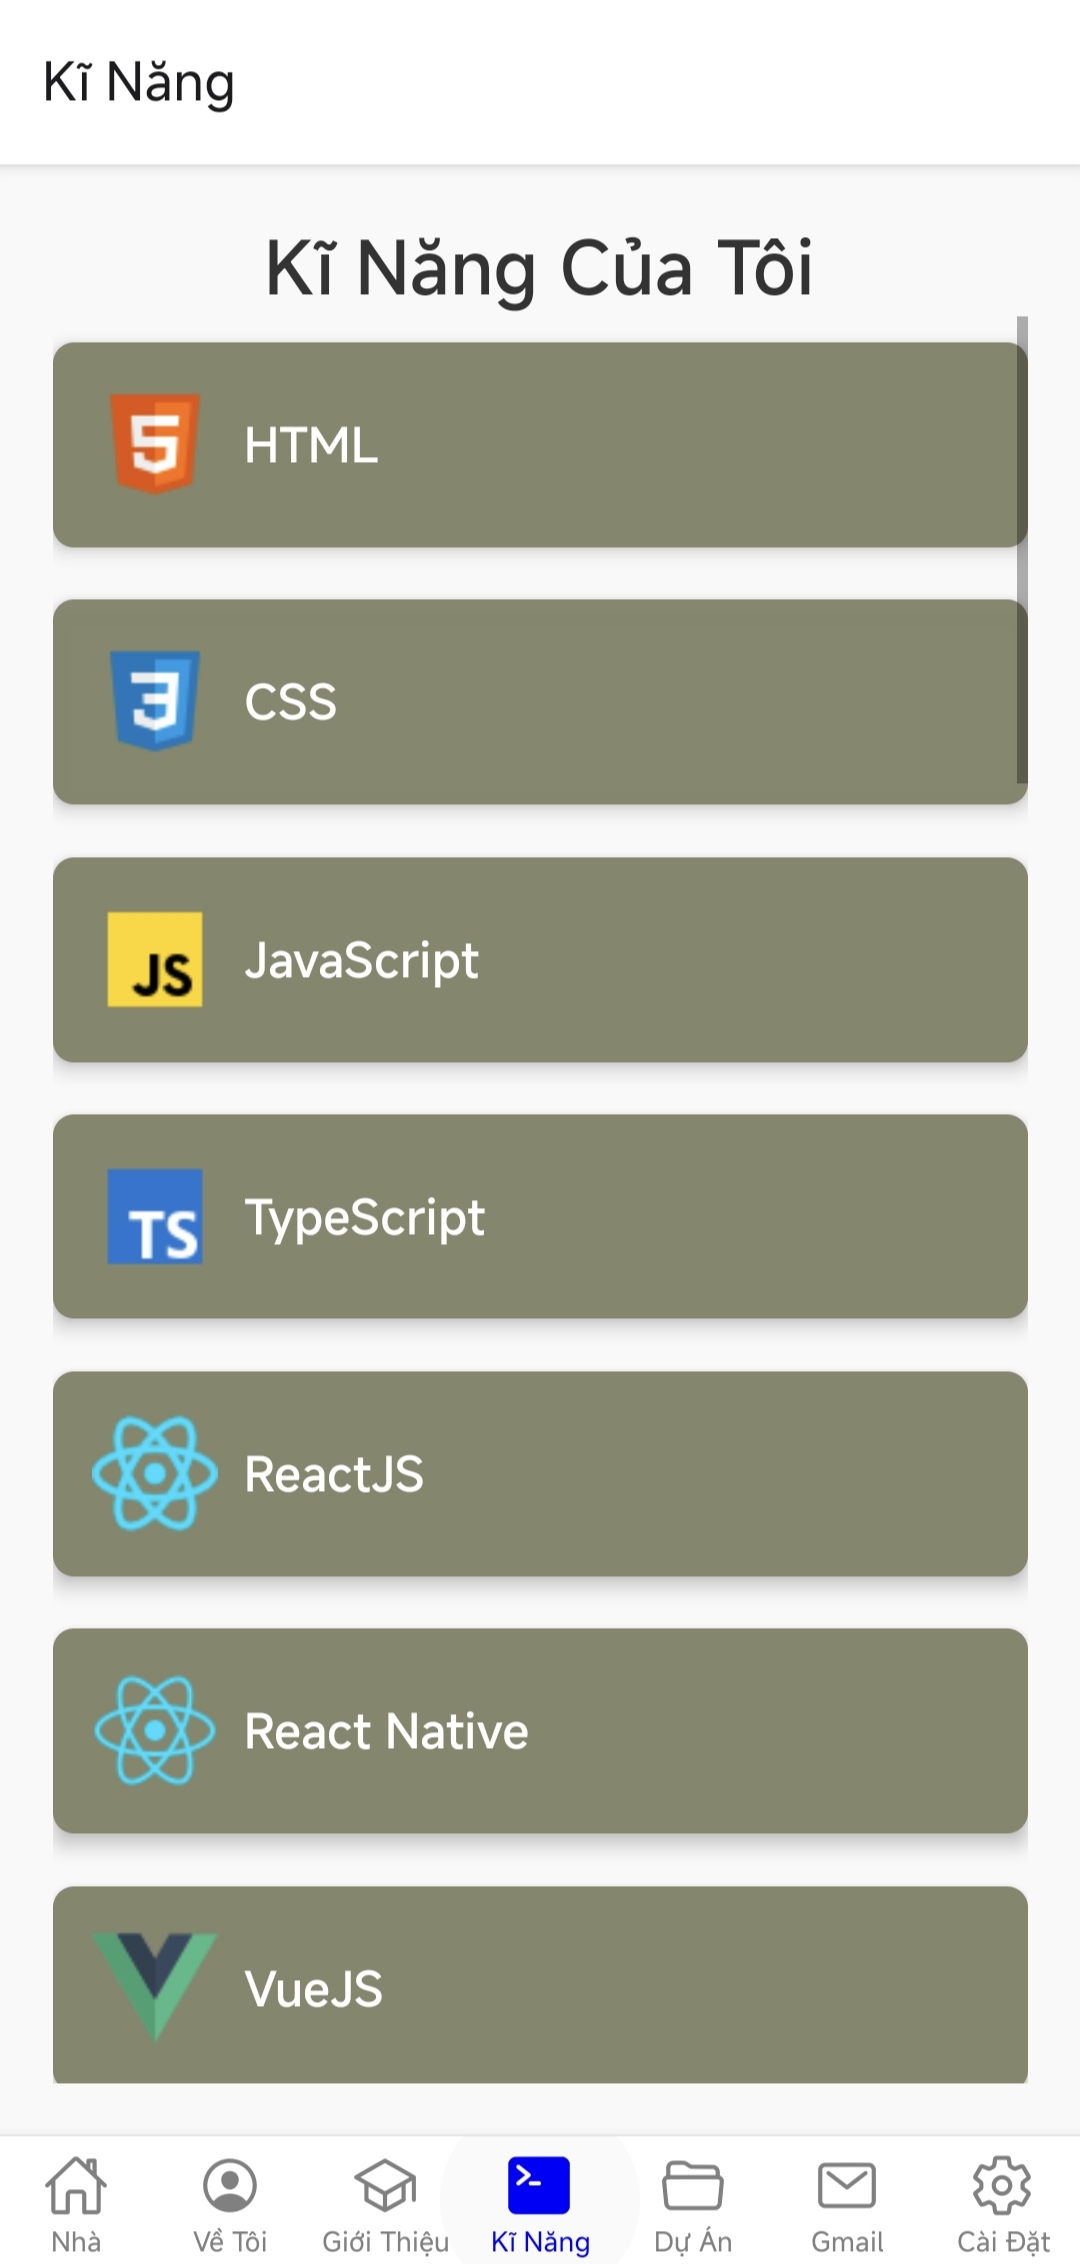 Kĩ Năng
Kĩ Năng Của Tôi
5
HTML
3
CSS
JS
JavaScript
TS
TypeScript
ReactJS
React Native
VueJS
Nhà
Về Tôi
Giới Thiệu
Kĩ Năng
Dự Án
Gmail
Cài Đặt